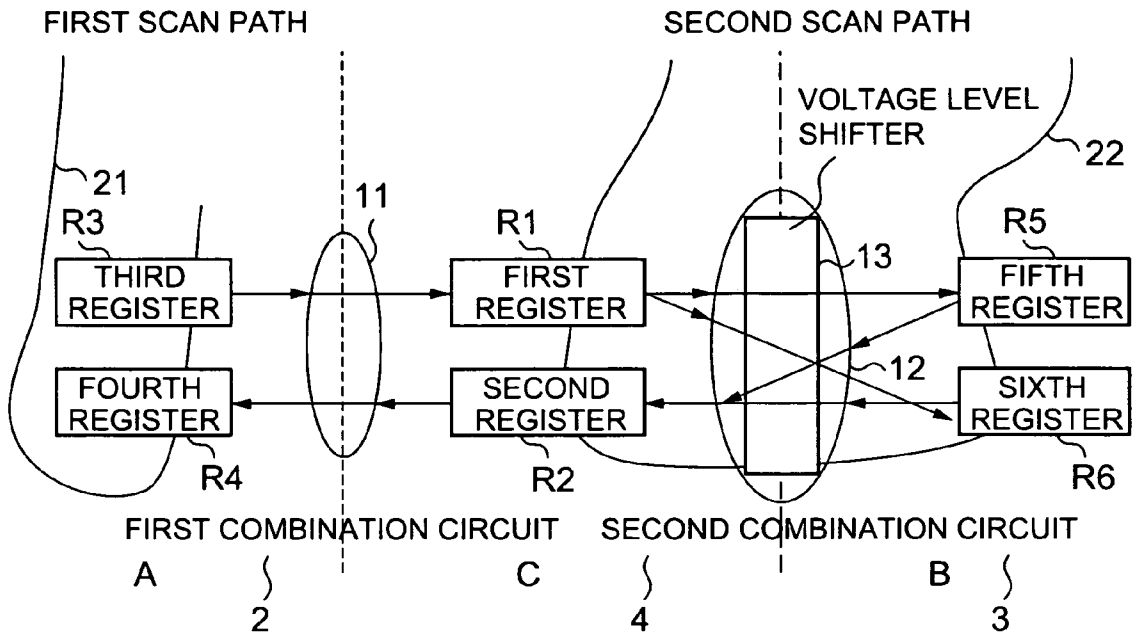 FIRST SCAN PATH
SECOND SCAN PATH
VOLTAGE LEVEL
SHIFTER
21
22
11
R3
R1
R5
13
THIRD
REGISTER
FIRST
REGISTER
FIFTH
REGISTER
12
FOURTH
REGISTER
SECOND
REGISTER
SIXTH
REGISTER
R4
R2
R6
FIRST COMBINATION CIRCUIT
SECOND COMBINATION CIRCUIT
A
C
B
2
4
3